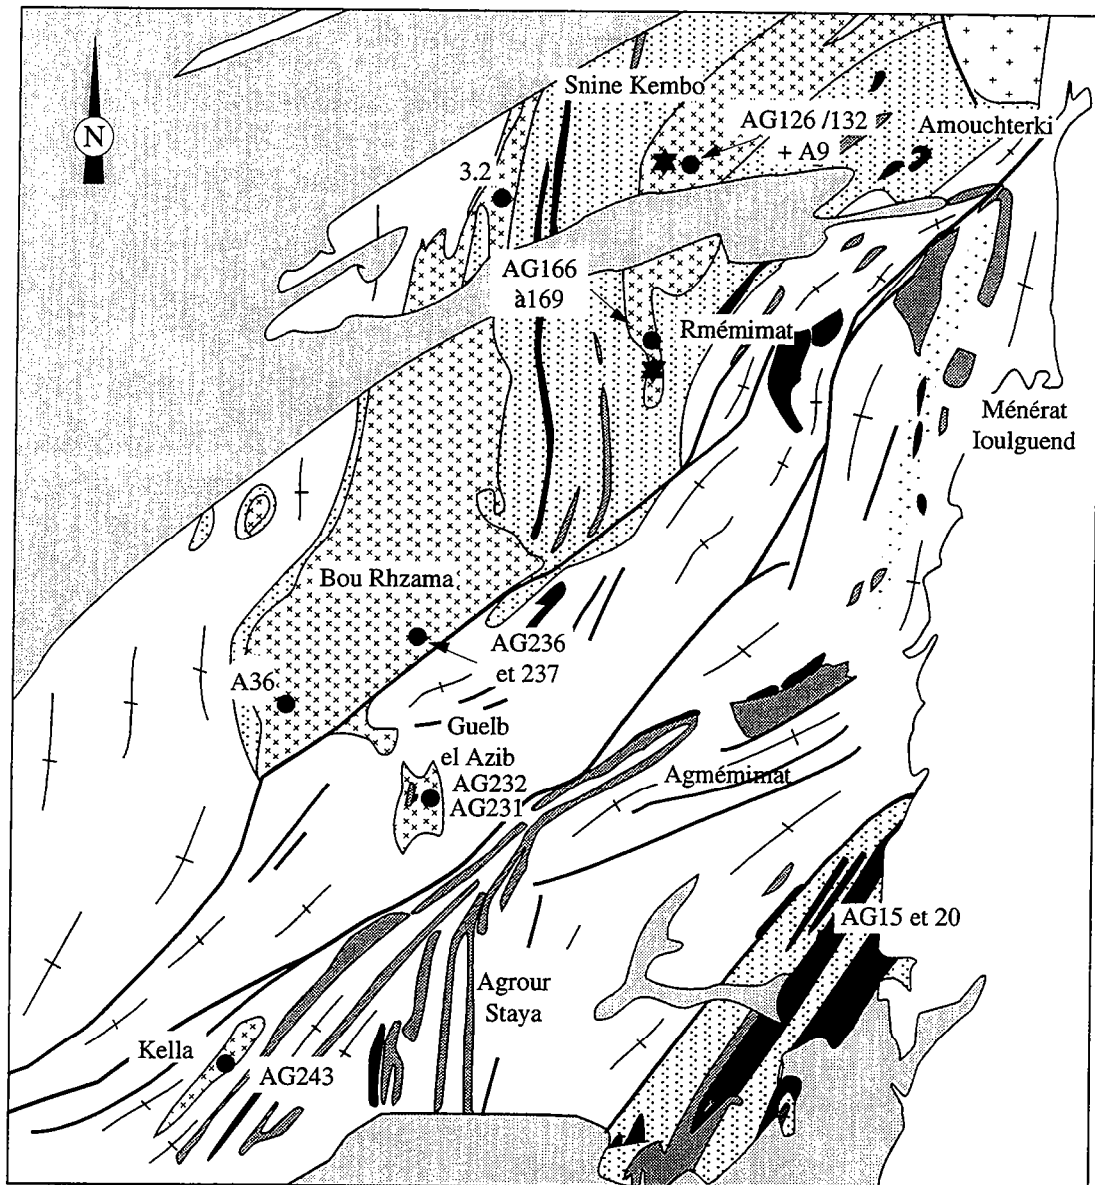 Snine Kembo
AG126 /132
+ A9
Amouchterki
N
3.2
AG166
à169
Rmémimat
Ménérat
Ioulguend
Bou Rhzama
AG236
et 237
A36
Guelb
el Azib
AG232
AG231
Agmémimat
AG15 et 20
Agrour
Staya
Kella
AG243